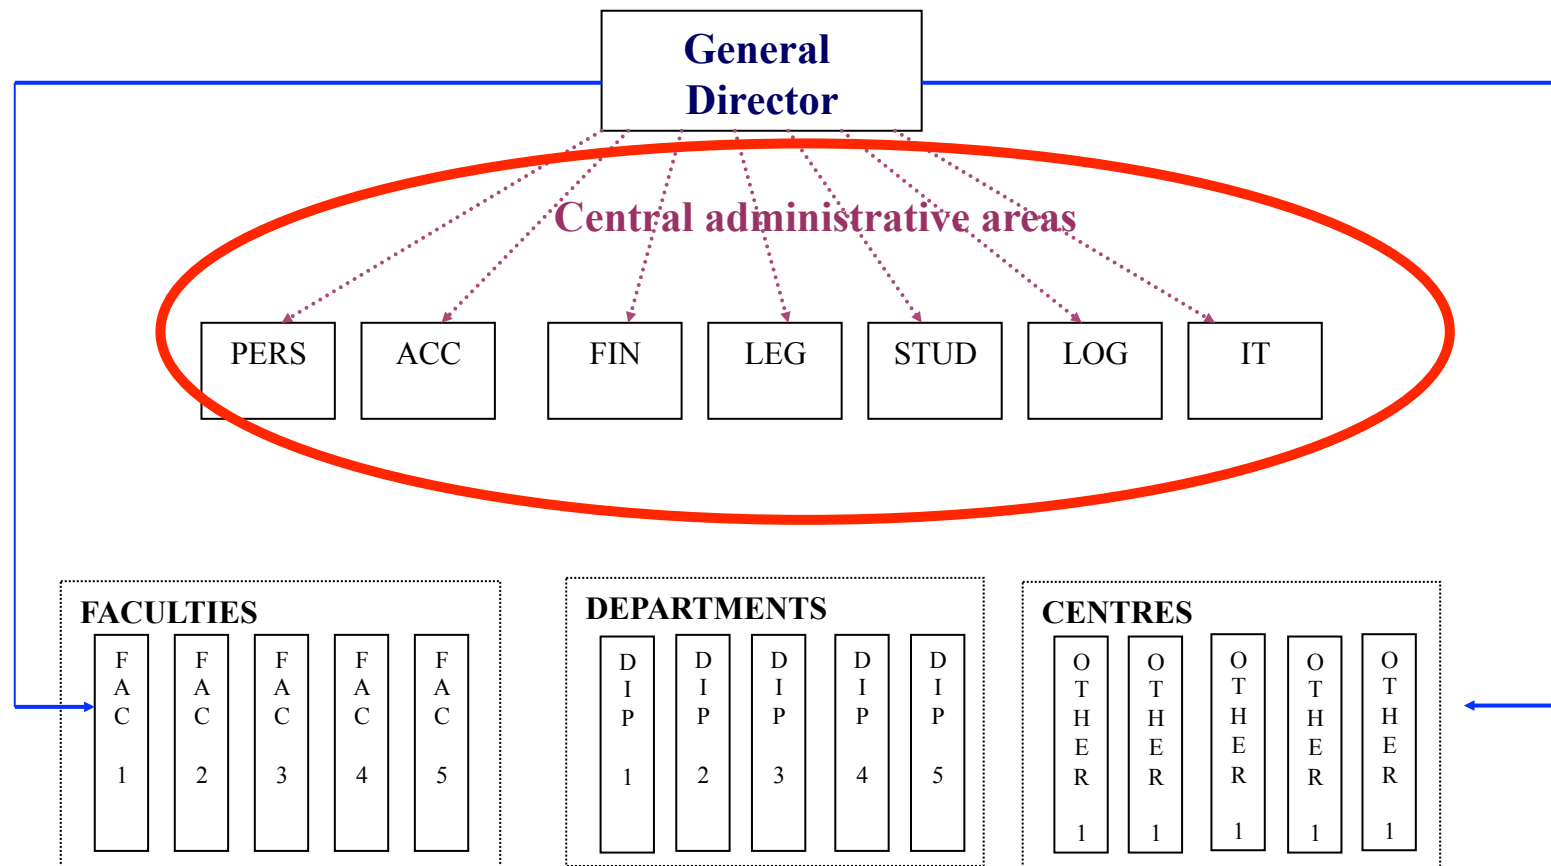 General
Director
Central administrative areas
PERS
ACC
FIN
LEG
STUD
LOG
IT
FACULTIES
FAC 1
FAC 2
FAC 3
FAC 4
FAC 5
DEPARTMENTS
DIP 1
DIP 2
DIP 3
DIP 4
DIP 5
CENTRES
OTHER 1
OTHER 1
OTHER 1
OTHER 1
OTHER 1